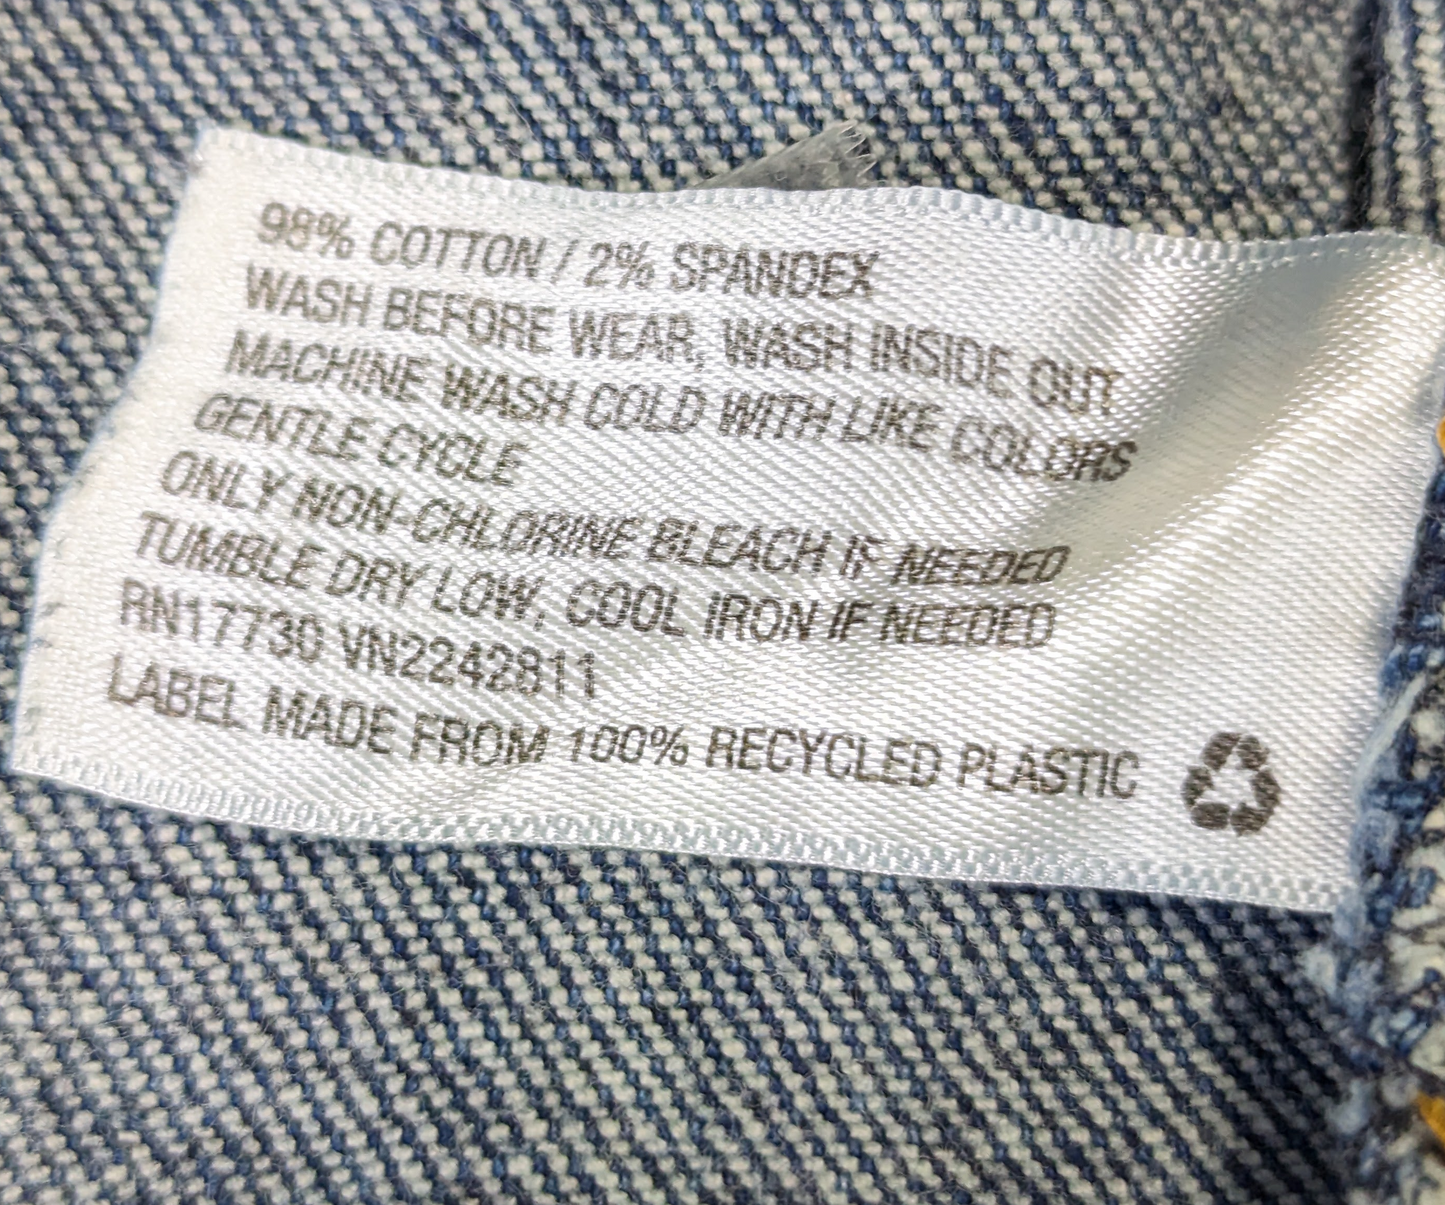 98% COTTON / 2% SPANDEX
WASH BEFORE WEAR, WASH INSIDE OUT
MACHINE WASH COLD WITH LIKE COLORS
GENTLE CYCLE
ONLY NON-CHLORINE BLEACH IF NEEDED
TUMBLE DRY LOW, COOL IRON IF NEEDED
RN17730 VN2242811
LABEL MADE FROM 100% RECYCLED PLASTIC